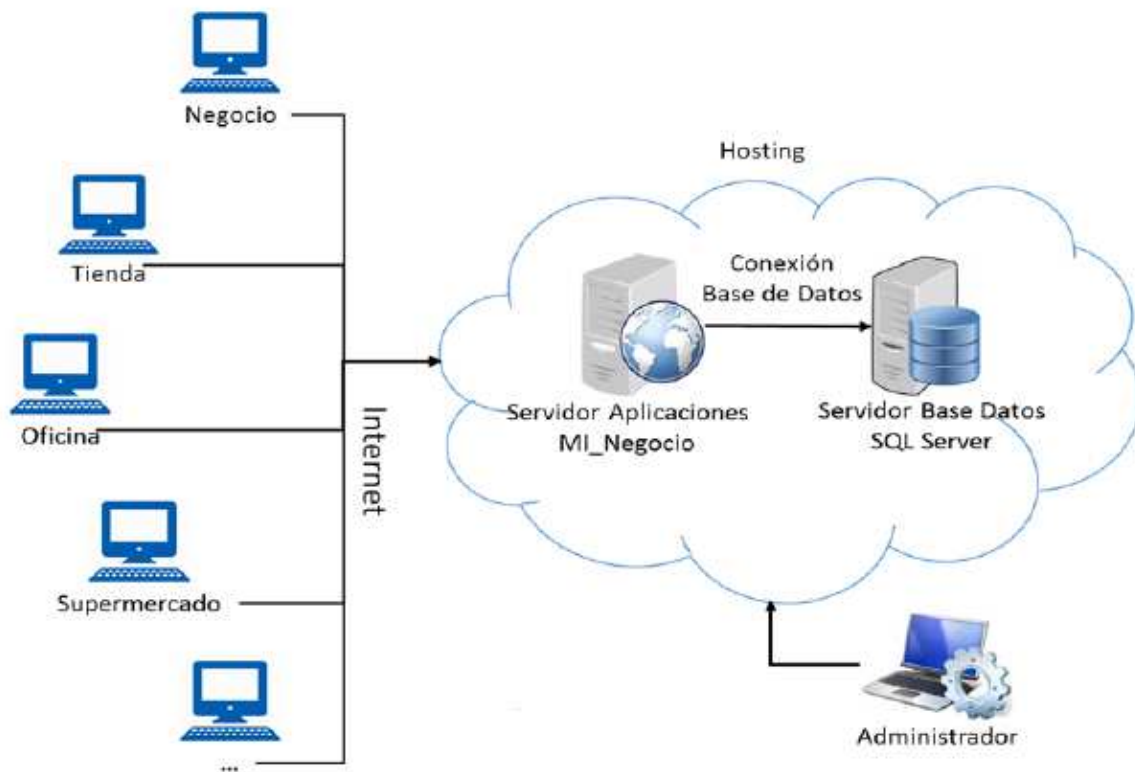 Negocio
Tienda
Oficina
Supermercado
...
Internet
Hosting
Conexión
Base de Datos
Servidor Aplicaciones
MI_Negocio
Servidor Base Datos
SQL Server
Administrador